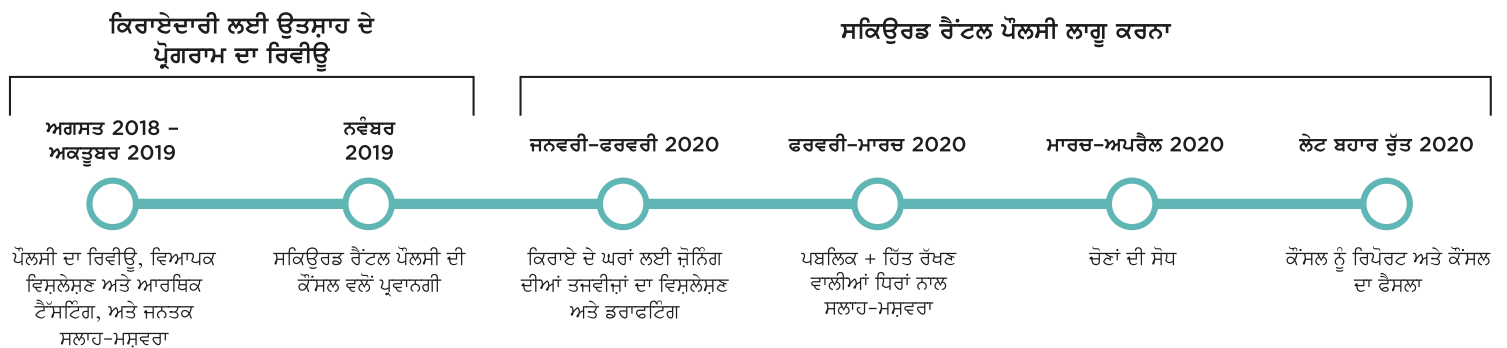 ਕਿਰਾਏਦਾਰੀ ਲਈ ਉਤਸ਼ਾਹ ਦੇ
ਪ੍ਰੋਗਰਾਮ ਦਾ ਰਿਵੀਊ
ਸਕਿਉਰਡ ਰੈਂਟਲ ਪੌਲਸੀ ਲਾਗੂ ਕਰਨਾ
ਅਗਸਤ 2018 –
ਅਕਤੂਬਰ 2019
ਨਵੰਬਰ
2019
ਜਨਵਰੀ–ਫਰਵਰੀ 2020
ਫਰਵਰੀ–ਮਾਰਚ 2020
ਮਾਰਚ–ਅਪਰੈਲ 2020
ਲੇਟ ਬਹਾਰ ਰੁੱਤ 2020
ਪੌਲਸੀ ਦਾ ਰਿਵੀਊ, ਵਿਆਪਕ
ਵਿਸ਼ਲੇਸ਼ਣ ਅਤੇ ਆਰਥਿਕ
ਟੈੱਸਟਿੰਗ, ਅਤੇ ਜਨਤਕ
ਸਲਾਹ–ਮਸ਼ਵਰਾ
ਸਕਿਉਰਡ ਰੈਂਟਲ ਪੌਲਸੀ ਦੀ
ਕੌਂਸਲ ਵਲੋਂ ਪ੍ਰਵਾਨਗੀ
ਕਿਰਾਏ ਦੇ ਘਰਾਂ ਲਈ ਜ਼ੋਨਿੰਗ
ਦੀਆਂ ਤਜਵੀਜ਼ਾਂ ਦਾ ਵਿਸ਼ਲੇਸ਼ਣ
ਅਤੇ ਡਰਾਫਟਿੰਗ
ਪਬਲਿਕ + ਹਿੱਤ ਰੱਖਣ
ਵਾਲੀਆਂ ਧਿਰਾਂ ਨਾਲ
ਸਲਾਹ–ਮਸ਼ਵਰਾ
ਚੋਣਾਂ ਦੀ ਸੋਧ
ਕੌਂਸਲ ਨੂੰ ਰਿਪੋਰਟ ਅਤੇ ਕੌਂਸਲ
ਦਾ ਫੈਸਲਾ